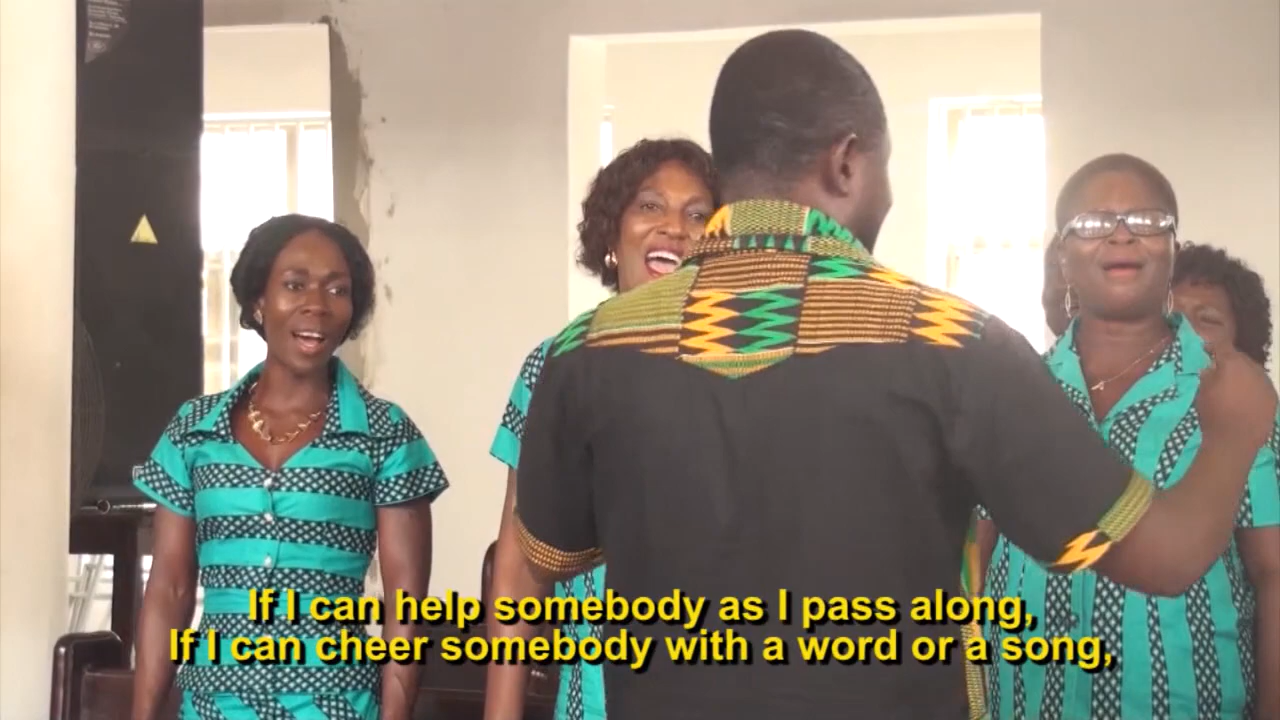 If I can help somebody as I pass along,
If I can cheer somebody with a word or a song,